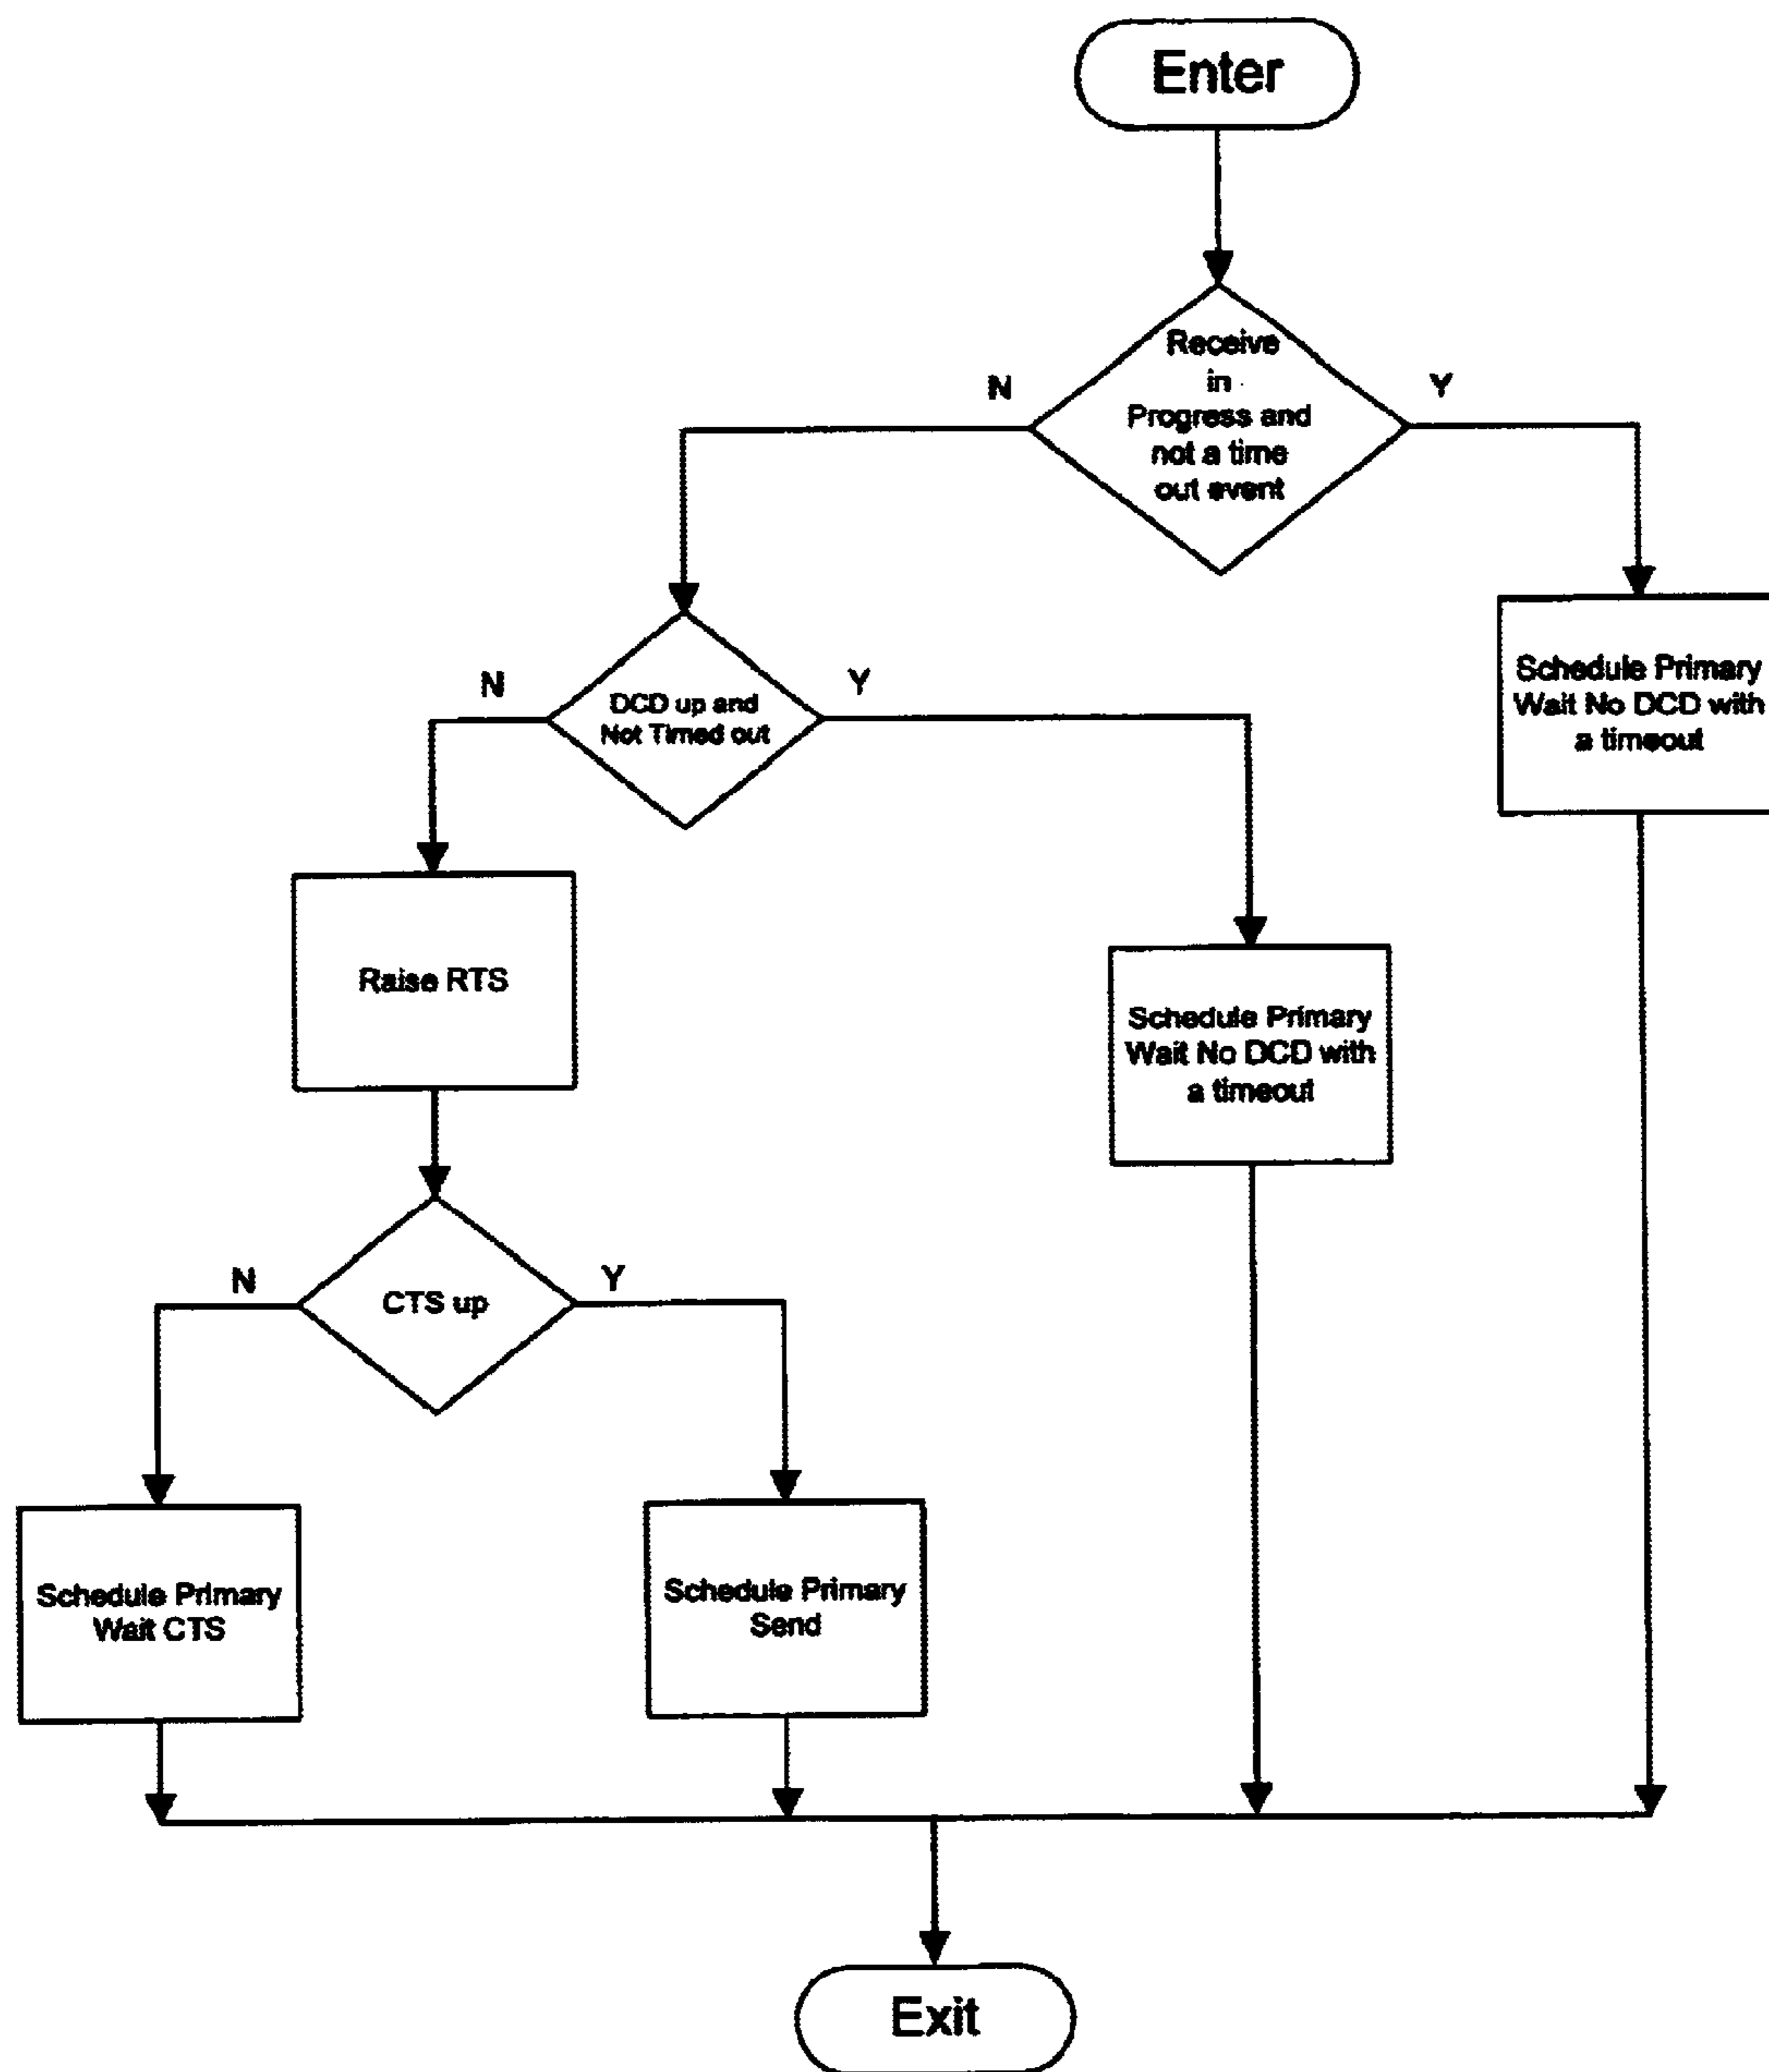 Enter
Receive
in
Progress and
not a time
out event
N
Y
Schedule Primary
Wait No DCD with
a timeout
DCD up and
Not Timed out
N
Y
Raise RTS
Schedule Primary
Wait No DCD with
a timeout
CTS up
N
Y
Schedule Primary
Wait CTS
Schedule Primary
Send
Exit